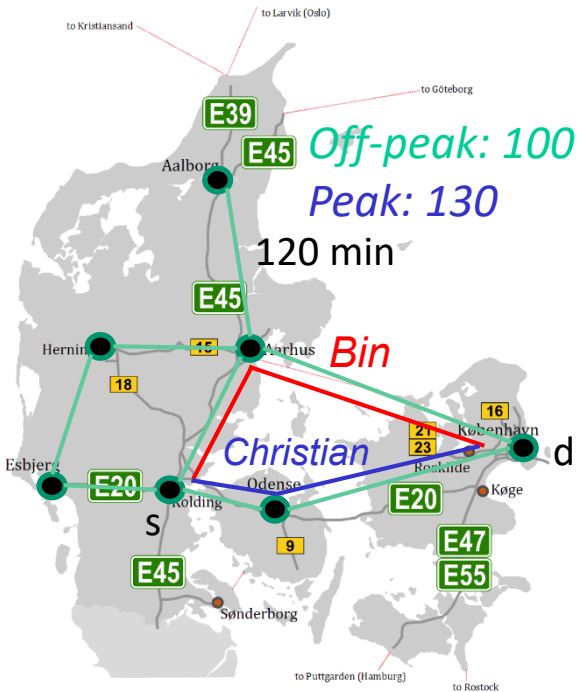 to Larvik (Oslo)
to Kristiansand
to Göteborg
E39
E45
Off-peak: 100
Aalborg
Peak: 130
120 min
E45
Hernin
15
Aarhus
Bin
18
16
21
København
23
Christian
Roskilde
d
Esbjerg
E20
Odense
Køge
Kolding
E20
s
9
E47
E45
E55
Sønderborg
to Puttgarden (Hamburg)
to Rostock